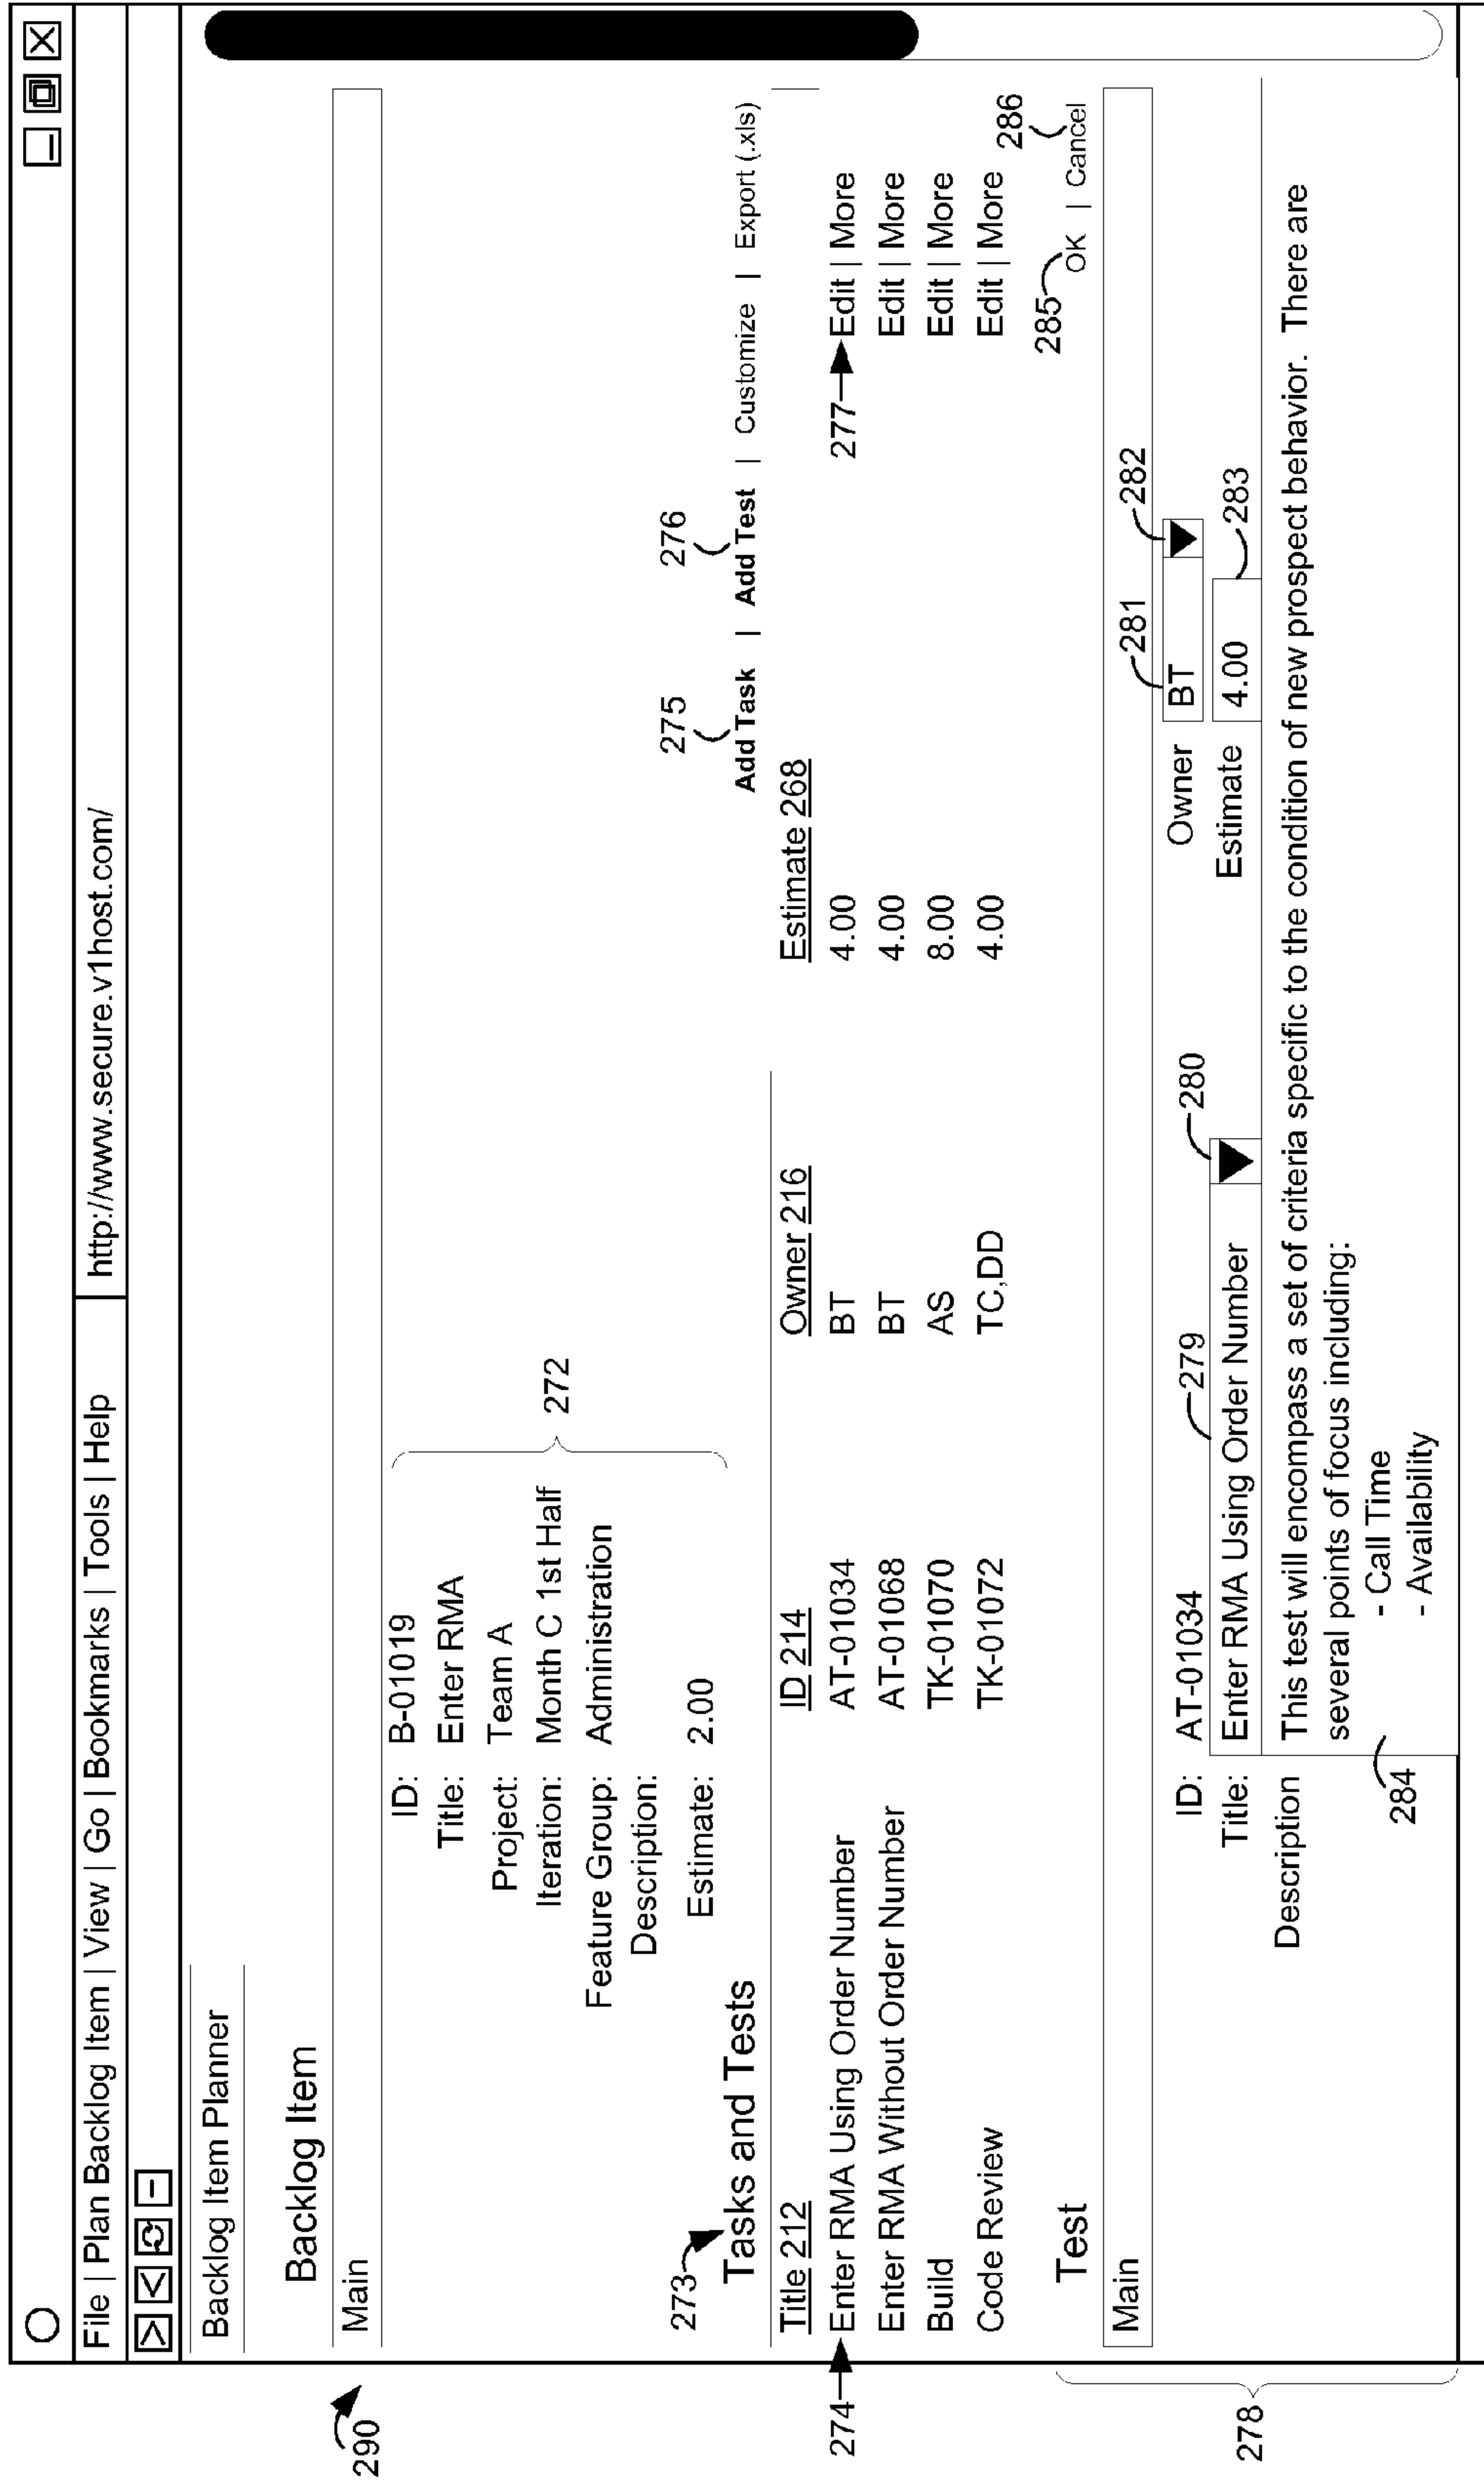 File | Plan Backlog Item | View | Go | Bookmarks | Tools | Help http://www.secure.v1host.com/
Backlog Item Planner
290
Backlog Item
Main
ID: B-01019
Title: Enter RMA
Project: Team A
Iteration: Month C 1st Half
272
Feature Group: Administration
Description:
Estimate: 2.00
273
275
276
Tasks and Tests
Add Task | Add Test | Customize | Export (.xls)
Title 212 ID 214 Owner 216 Estimate 268
274 Enter RMA Using Order Number AT-01034 BT 4.00 277 Edit | More
Enter RMA Without Order Number AT-01068 BT 4.00 Edit | More
Build TK-01070 AS 8.00 Edit | More
Code Review TK-01072 TC,DD 4.00 Edit | More
285
286
Test
OK | Cancel
Main
278
279
280
281
282
ID: AT-01034 Owner BT
Title: Enter RMA Using Order Number Estimate 4.00
283
Description This test will encompass a set of criteria specific to the condition of new prospect behavior. There are
several points of focus including:
- Call Time
- Availability
284